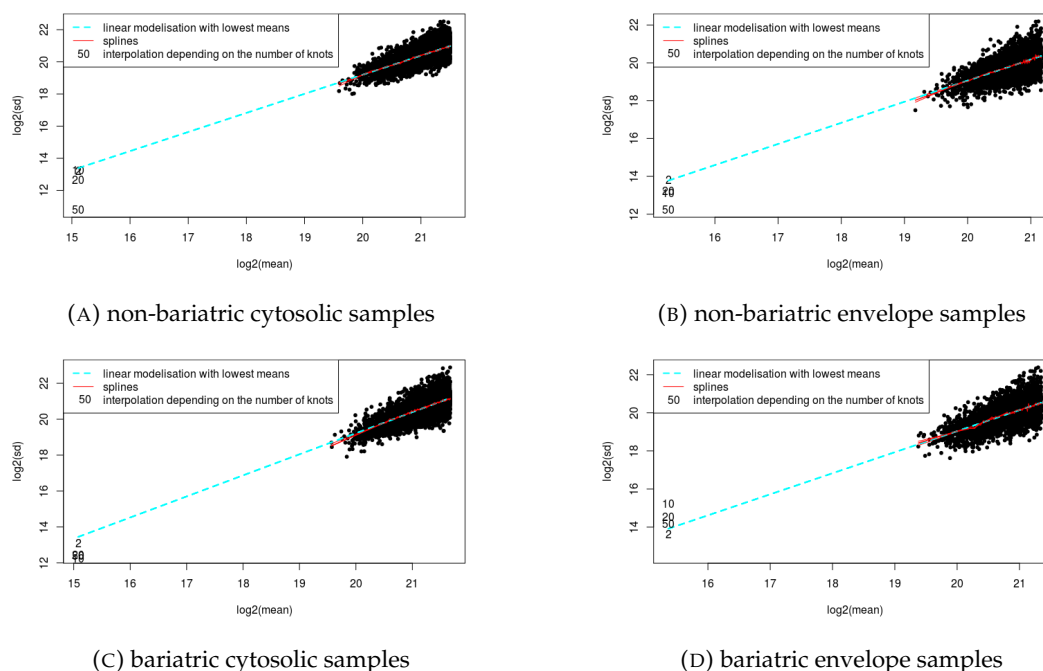 linear modelisation with lowest means
splines
50 interpolation depending on the number of knots
log2(sd)
22
20
18
16
14
12
20
50
15 16 17 18 19 20 21
log2(mean)
(A) non-bariatric cytosolic samples
linear modelisation with lowest means
splines
50 interpolation depending on the number of knots
log2(sd)
22
20
18
16
14
12
2
50
16 17 18 19 20 21
log2(mean)
(B) non-bariatric envelope samples
linear modelisation with lowest means
splines
50 interpolation depending on the number of knots
log2(sd)
22
20
18
16
14
12
2
15 16 17 18 19 20 21
log2(mean)
(C) bariatric cytosolic samples
linear modelisation with lowest means
splines
50 interpolation depending on the number of knots
log2(sd)
22
20
18
16
14
10
20
50
2
16 17 18 19 20 21
log2(mean)
(D) bariatric envelope samples